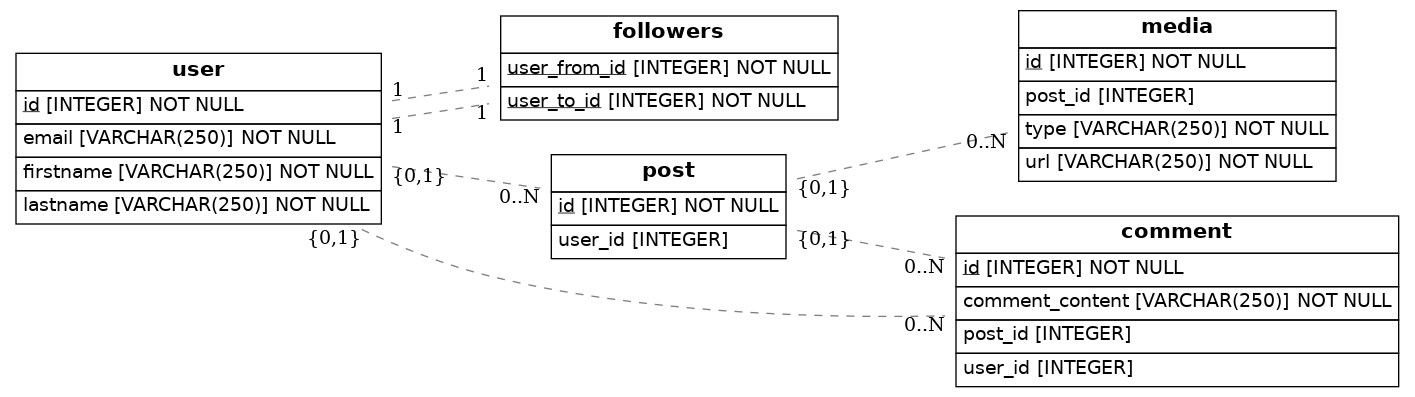 user
id [INTEGER] NOT NULL
email [VARCHAR(250)] NOT NULL
firstname [VARCHAR(250)] NOT NULL
lastname [VARCHAR(250)] NOT NULL
1
1
1
1
followers
user_from_id [INTEGER] NOT NULL
user_to_id [INTEGER] NOT NULL
{0,1}
0..N
post
id [INTEGER] NOT NULL
user_id [INTEGER]
{0,1}
0..N
media
id [INTEGER] NOT NULL
post_id [INTEGER]
type [VARCHAR(250)] NOT NULL
url [VARCHAR(250)] NOT NULL
{0,1}
0..N
{0,1}
0..N
comment
id [INTEGER] NOT NULL
comment_content [VARCHAR(250)] NOT NULL
post_id [INTEGER]
user_id [INTEGER]